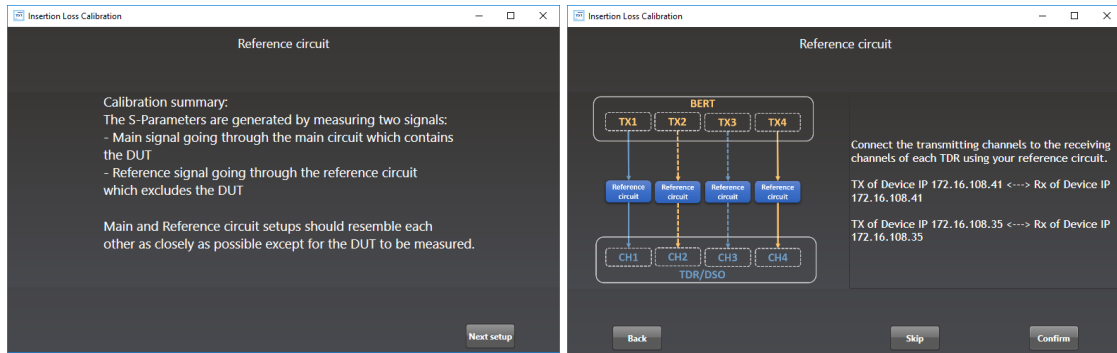 TDX Insertion Loss Calibration
Reference circuit
Calibration summary:
The S-Parameters are generated by measuring two signals:
- Main signal going through the main circuit which contains
the DUT
- Reference signal going through the reference circuit
which excludes the DUT
Main and Reference circuit setups should resemble each
other as closely as possible except for the DUT to be measured.
Next setup
Insertion Loss Calibration
Reference circuit
BERT
TX1 TX2 TX3 TX4
Reference Reference Reference Reference
circuit circuit circuit circuit
CH1 CH2 CH3 CH4
TDR/DSO
Connect the transmitting channels to the receiving
channels of each TDR using your reference circuit.
TX of Device IP 172.16.108.41 <---> Rx of Device IP
172.16.108.41
TX of Device IP 172.16.108.35 <---> Rx of Device IP
172.16.108.35
Back Skip Confirm